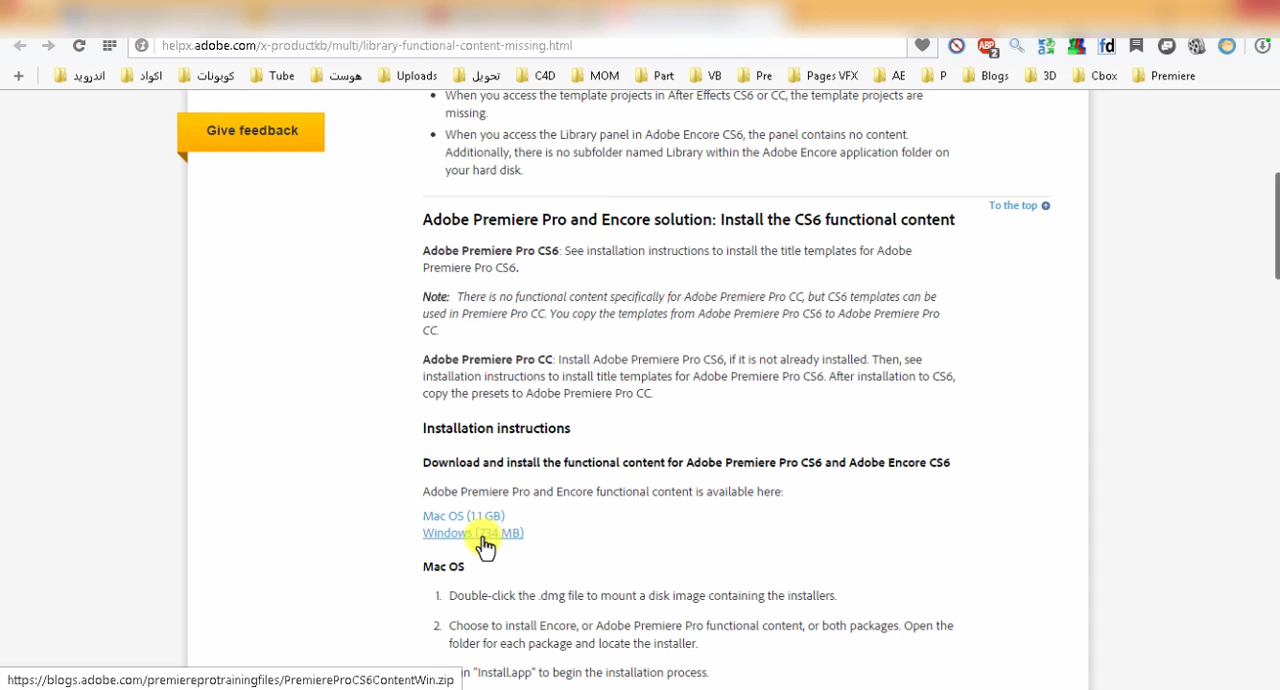 helpx.adobe.com/x-productkb/multi/library-functional-content-missing.html
ABP
2
fd
اندرويد
اكواد
كوبونات
Tube
هوست
Uploads
تحويل
C4D
MOM
Part
VB
Pre
Pages VFX
AE
P
Blogs
3D
Cbox
Premiere
Give feedback
• When you access the template projects in After Effects CS6 or CC, the template projects are
missing.
• When you access the Library panel in Adobe Encore CS6, the panel contains no content.
Additionally, there is no subfolder named Library within the Adobe Encore application folder on
your hard disk.
To the top
Adobe Premiere Pro and Encore solution: Install the CS6 functional content
Adobe Premiere Pro CS6: See installation instructions to install the title templates for Adobe
Premiere Pro CS6.
Note: There is no functional content specifically for Adobe Premiere Pro CC, but CS6 templates can be
used in Premiere Pro CC. You copy the templates from Adobe Premiere Pro CS6 to Adobe Premiere Pro
CC.
Adobe Premiere Pro CC: Install Adobe Premiere Pro CS6, if it is not already installed. Then, see
installation instructions to install title templates for Adobe Premiere Pro CS6. After installation to CS6,
copy the presets to Adobe Premiere Pro CC.
Installation instructions
Download and install the functional content for Adobe Premiere Pro CS6 and Adobe Encore CS6
Adobe Premiere Pro and Encore functional content is available here:
Mac OS (1.1 GB)
Windows (734 MB)
Mac OS
1. Double-click the .dmg file to mount a disk image containing the installers.
2. Choose to install Encore, or Adobe Premiere Pro functional content, or both packages. Open the
folder for each package and locate the installer.
in "Install.app" to begin the installation process.
https://blogs.adobe.com/premiereprotrainingfiles/PremiereProCS6ContentWin.zip